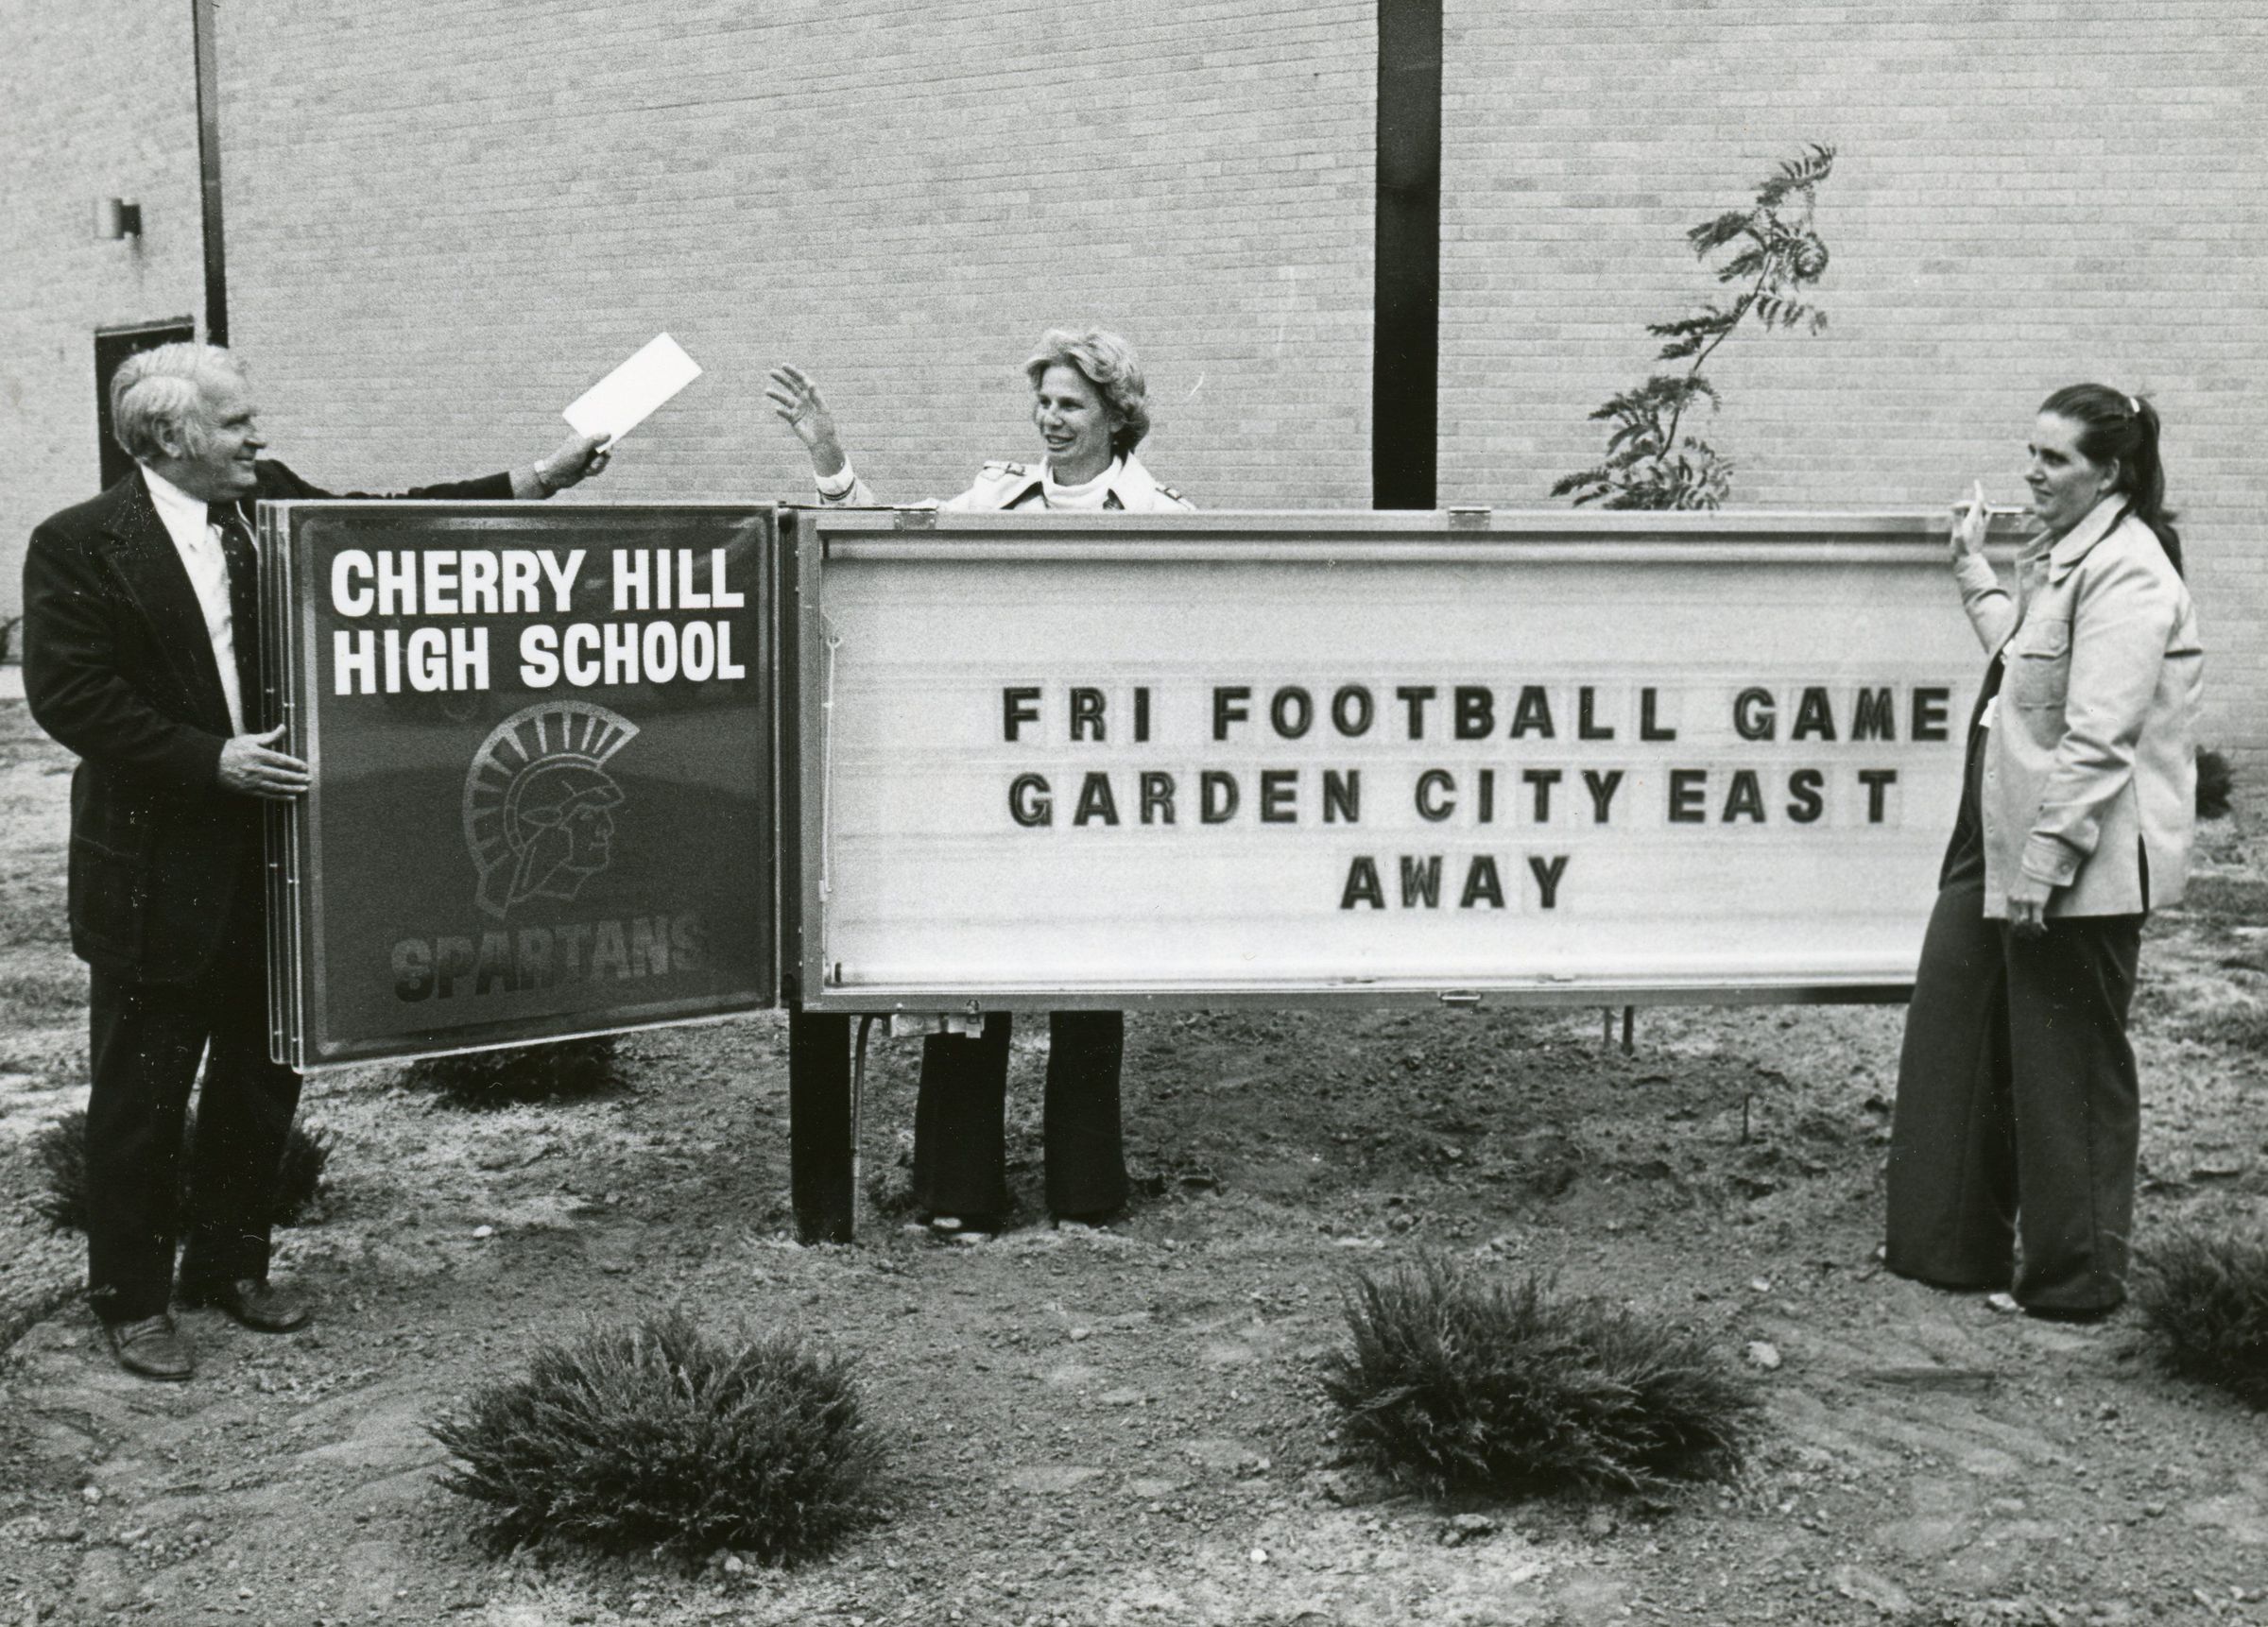 CHERRY HILL
HIGH SCHOOL
SPARTANS
FRI FOOTBALL GAME
GARDEN CITY EAST
AWAY